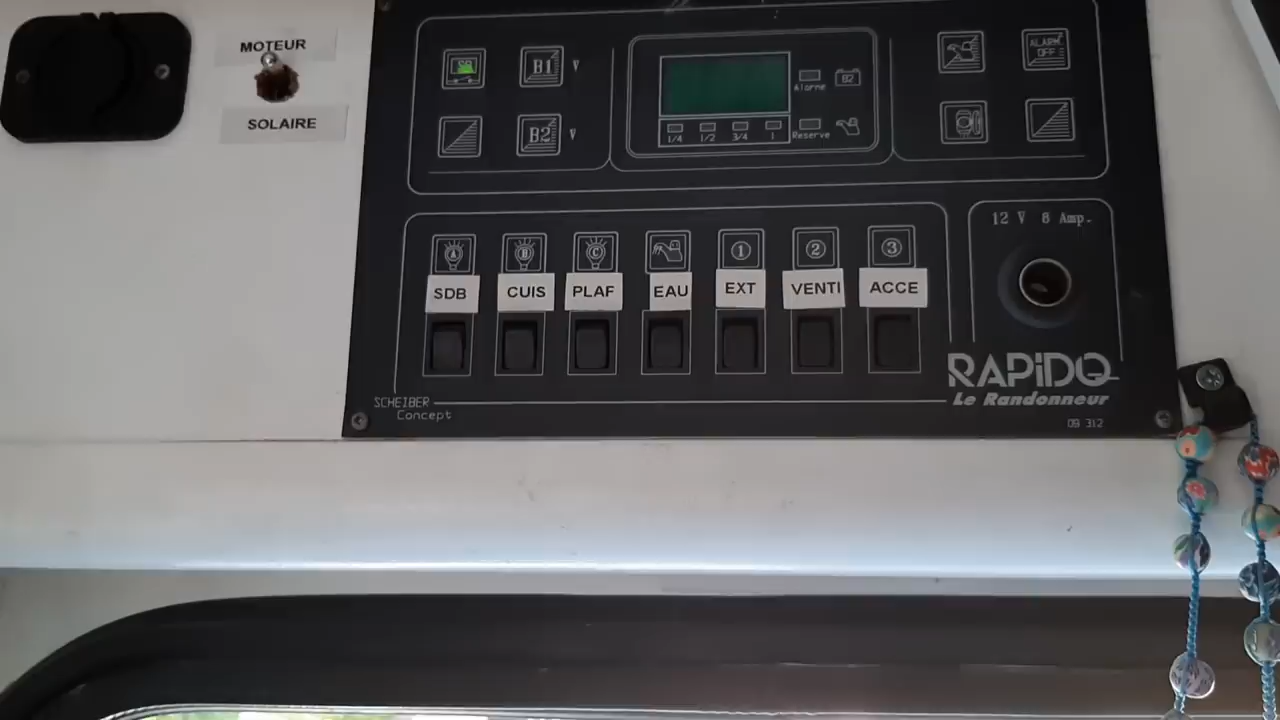 MOTEUR
SOLAIRE
B1 V
B2 V
Alarme B2
Reserve
1/4 1/2 3/4 1
ALARM OFF
12 V 8 Amp.
A B C 1 2 3
SDB CUIS PLAF EAU EXT VENTI ACCE
RAPiDO
Le Randonneur
SCHEIBER
Concept
09 312